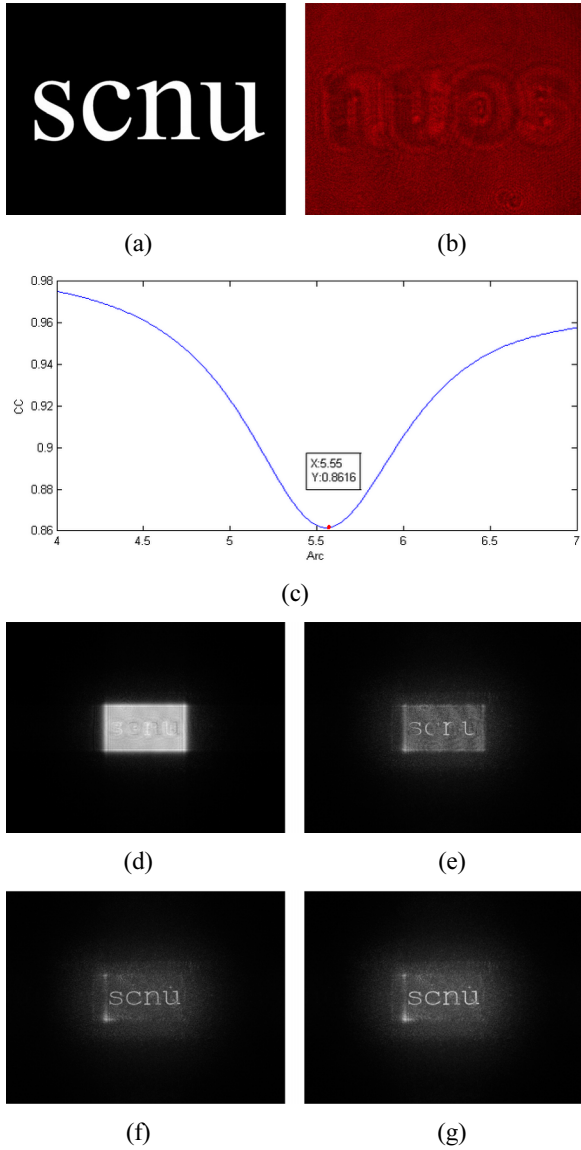 scnu
nuos
(a) (b)
0.98
0.96
0.94
0.92
0.9
0.88
0.86
CC
X:5.55
Y:0.8616
4 4.5 5 5.5 6 6.5 7
Arc
(c)
scnu scnu
(d) (e)
scnu scnu
(f) (g)